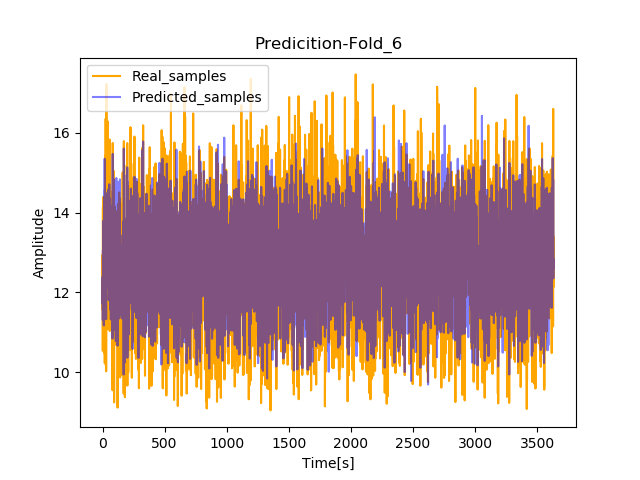 Predicition-Fold_6
Real_samples
Predicted_samples
Amplitude
16
14
12
10
0 500 1000 1500 2000 2500 3000 3500
Time[s]